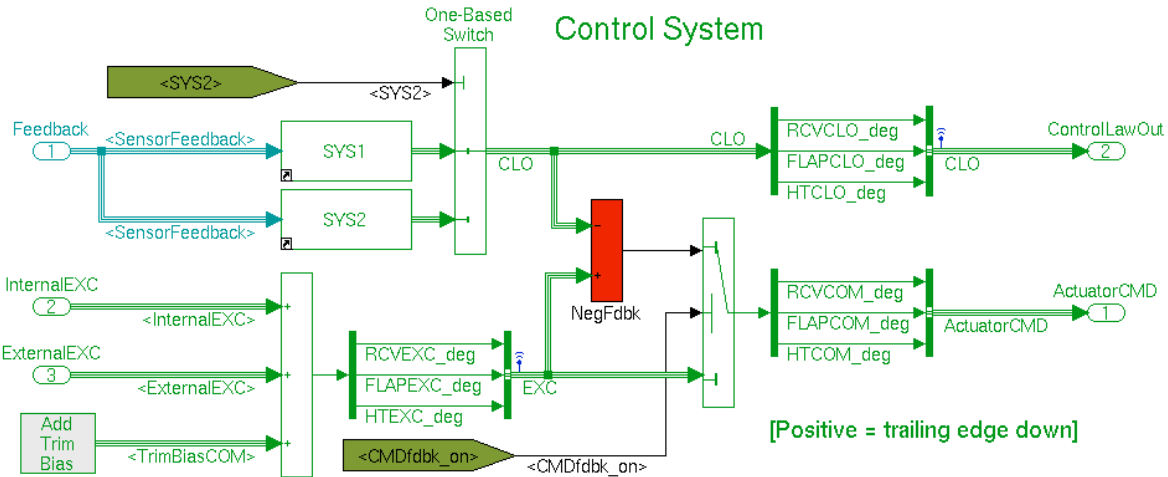 One-Based
Switch
Control System
<SYS2>
<SYS2>
Feedback
1
<SensorFeedback>
SYS1
SYS2
<SensorFeedback>
CLO
CLO
RCVCLO_deg
FLAPCLO_deg
HTCLO_deg
CLO
ControlLawOut
2
-
+
NegFdbk
InternalEXC
2
<InternalEXC>
+
ExternalEXC
3
<ExternalEXC>
+
Add
Trim
Bias
<TrimBiasCOM>
+
RCVEXC_deg
FLAPEXC_deg
HTEXC_deg
EXC
<CMDfdbk_on>
<CMDfdbk_on>
RCVCOM_deg
FLAPCOM_deg
HTCOM_deg
ActuatorCMD
ActuatorCMD
1
[Positive = trailing edge down]